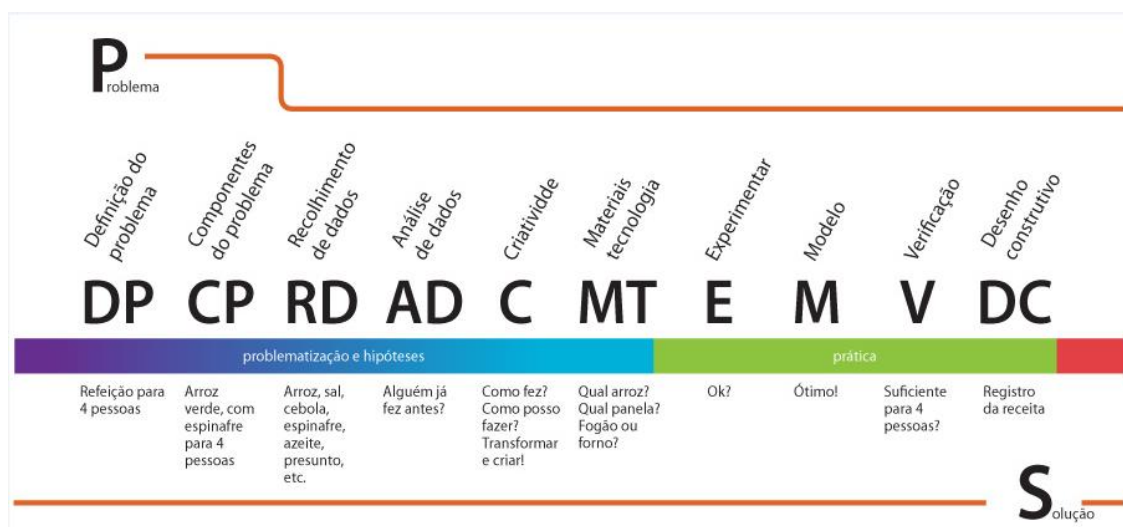 Problema
Definição do
problema
Componentes
do problema
Recolhimento
de dados
Análise
de dados
Criatividde
Materiais
tecnologia
Experimentar
Modelo
Verificação
Desenho
construtivo
DP CP RD AD C MT E M V DC
problematização e hipóteses
prática
Refeição para
4 pessoas
Arroz
verde, com
espinafre
para 4
pessoas
Arroz, sal,
cebola,
espinafre,
azeite,
presunto,
etc.
Alguém já
fez antes?
Como fez?
Como posso
fazer?
Transformar
e criar!
Qual arroz?
Qual panela?
Fogão ou
forno?
Ok?
Ótimo!
Suficiente
para 4
pessoas?
Registro
da receita
Solução